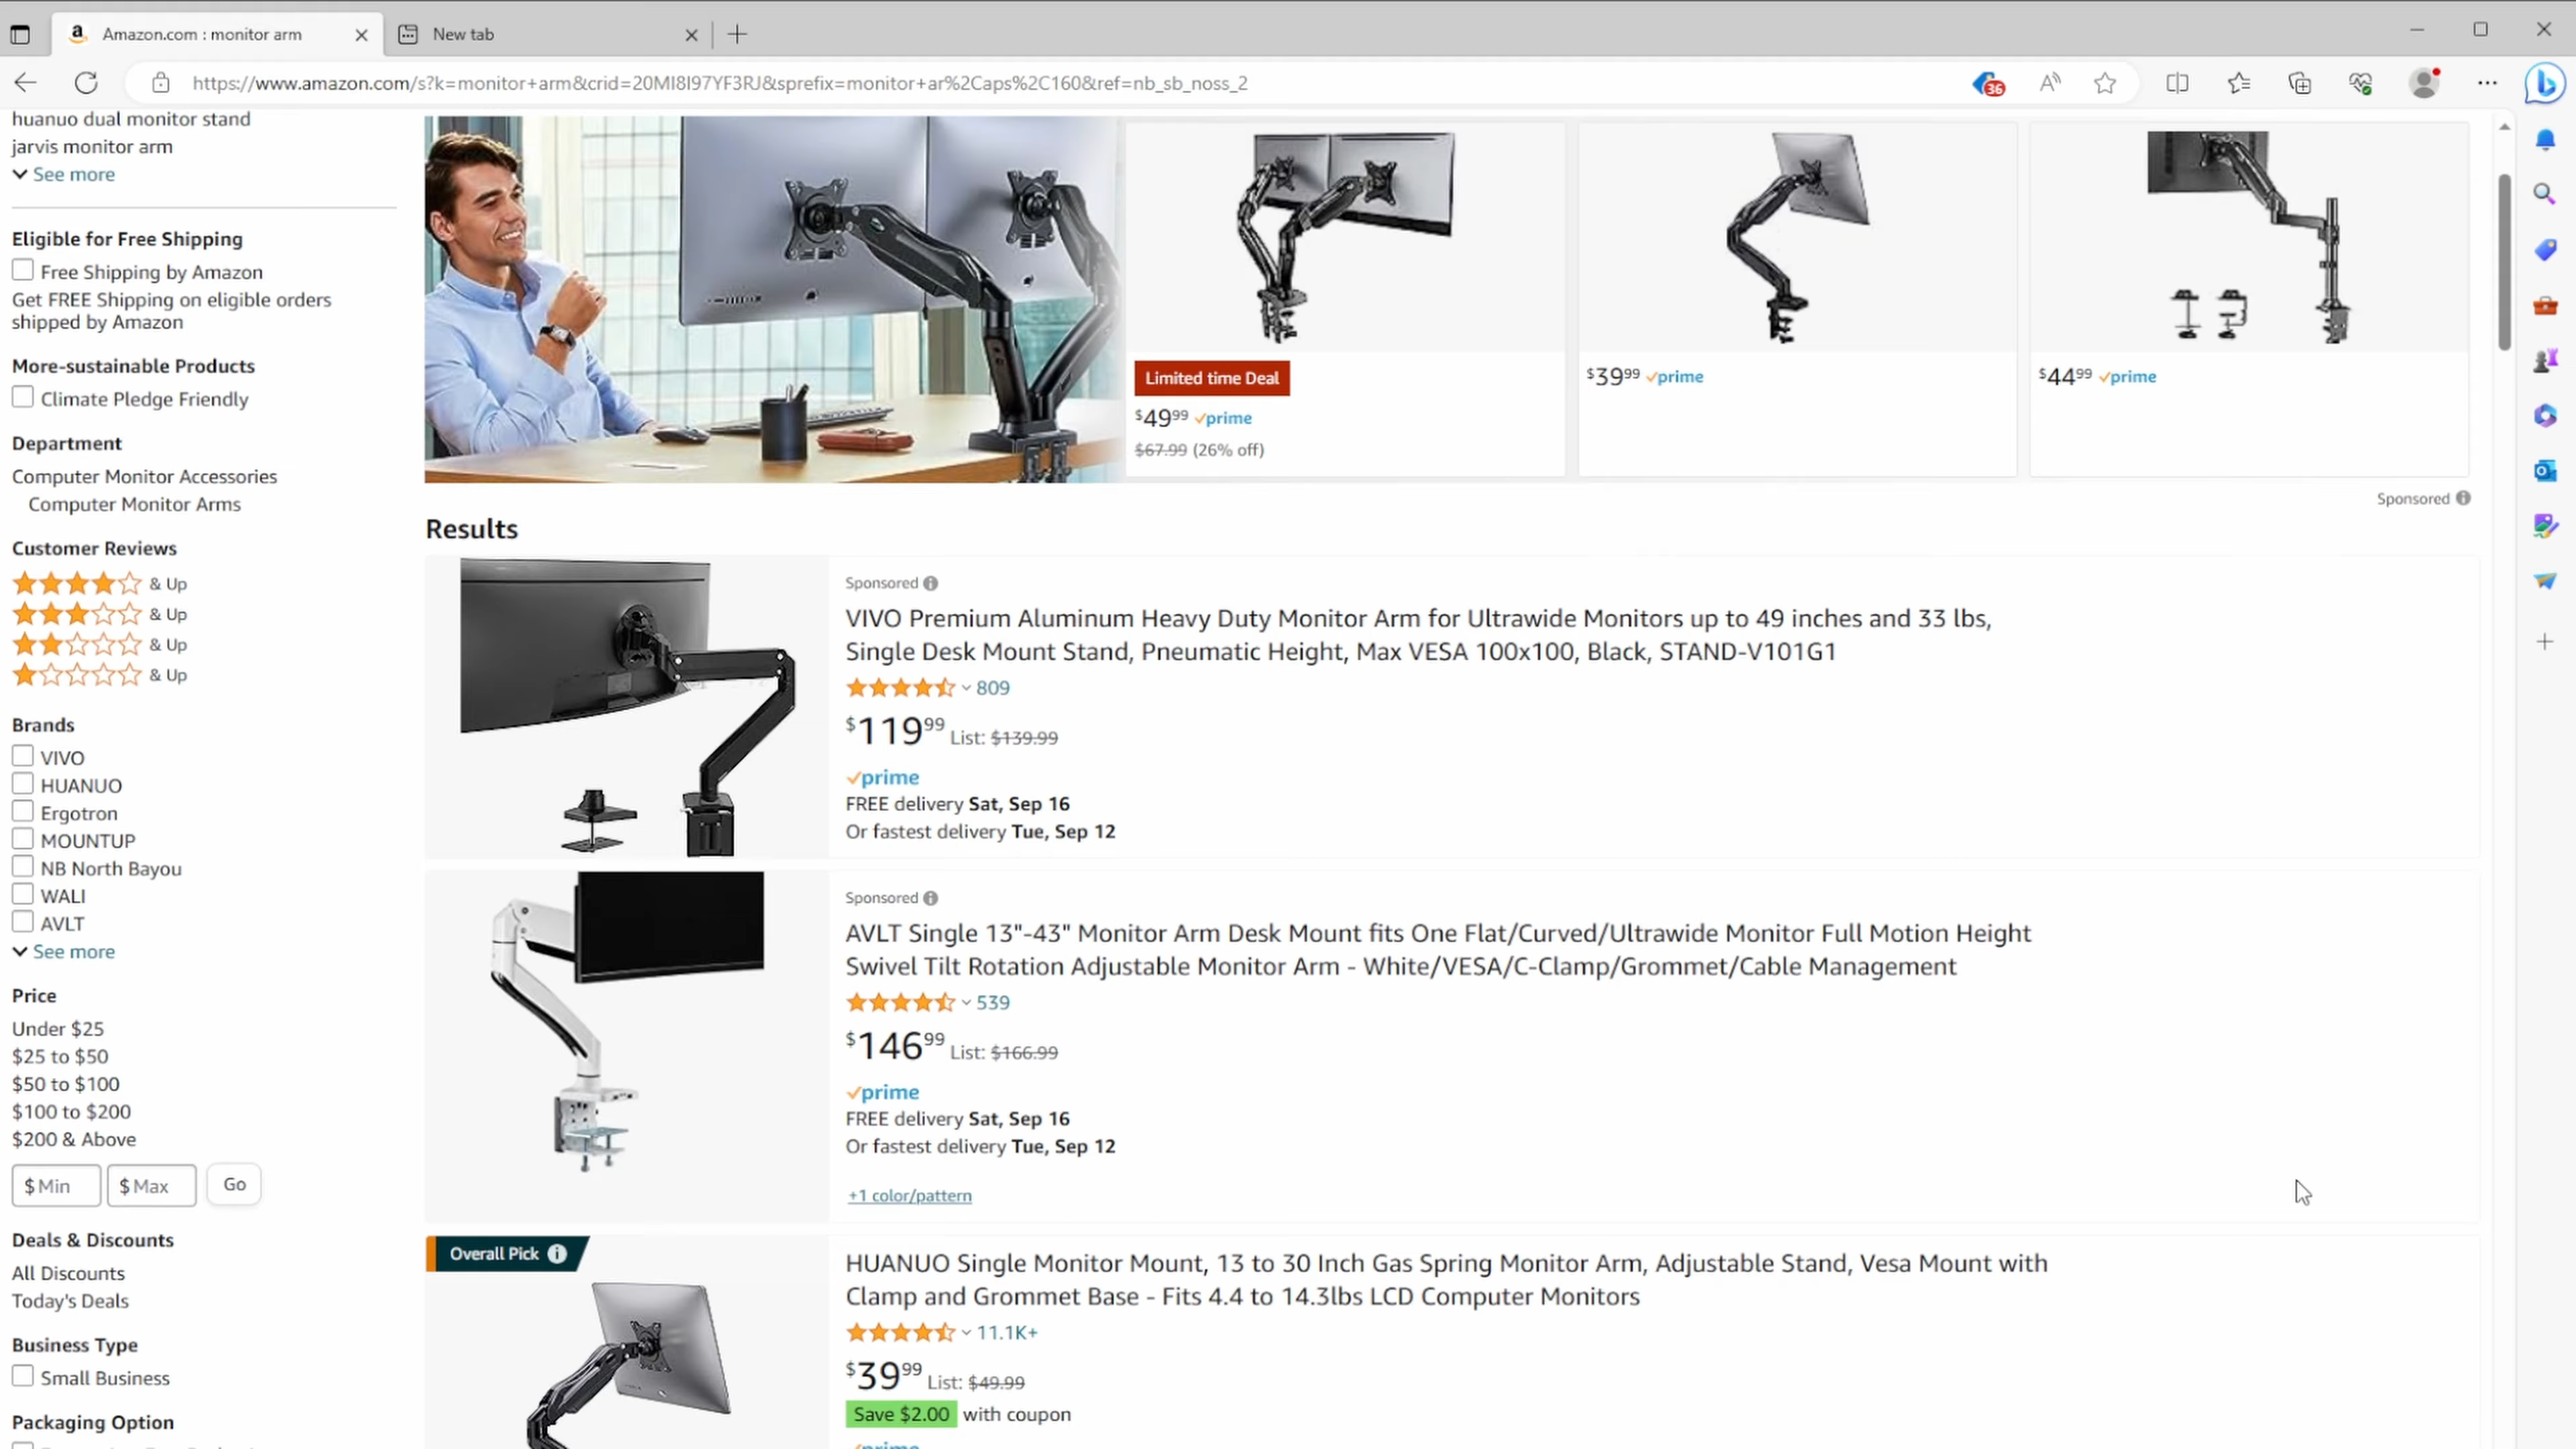 Amazon.com : monitor arm
New tab
https://www.amazon.com/s?k=monitor+arm&crid=20MI8I97YF3RJ&sprefix=monitor+ar%2Caps%2C160&ref=nb_sb_noss_2
36
huanuo dual monitor stand
jarvis monitor arm
See more
Eligible for Free Shipping
Free Shipping by Amazon
Get FREE Shipping on eligible orders
shipped by Amazon
More-sustainable Products
Climate Pledge Friendly
Department
Computer Monitor Accessories
Computer Monitor Arms
Customer Reviews
& Up
& Up
& Up
& Up
Brands
VIVO
HUANUO
Ergotron
MOUNTUP
NB North Bayou
WALI
AVLT
See more
Price
Under $25
$25 to $50
$50 to $100
$100 to $200
$200 & Above
$ Min $ Max Go
Deals & Discounts
All Discounts
Today's Deals
Business Type
Small Business
Packaging Option
Limited time Deal
$4999 prime
$67.99 (26% off)
$3999 prime
$4499 prime
Sponsored
Results
Sponsored
VIVO Premium Aluminum Heavy Duty Monitor Arm for Ultrawide Monitors up to 49 inches and 33 lbs,
Single Desk Mount Stand, Pneumatic Height, Max VESA 100x100, Black, STAND-V101G1
809
$11999 List: $139.99
prime
FREE delivery Sat, Sep 16
Or fastest delivery Tue, Sep 12
Sponsored
AVLT Single 13"-43" Monitor Arm Desk Mount fits One Flat/Curved/Ultrawide Monitor Full Motion Height
Swivel Tilt Rotation Adjustable Monitor Arm - White/VESA/C-Clamp/Grommet/Cable Management
539
$14699 List: $166.99
prime
FREE delivery Sat, Sep 16
Or fastest delivery Tue, Sep 12
+1 color/pattern
Overall Pick
HUANUO Single Monitor Mount, 13 to 30 Inch Gas Spring Monitor Arm, Adjustable Stand, Vesa Mount with
Clamp and Grommet Base - Fits 4.4 to 14.3lbs LCD Computer Monitors
11.1K+
$3999 List: $49.99
Save $2.00 with coupon
prime